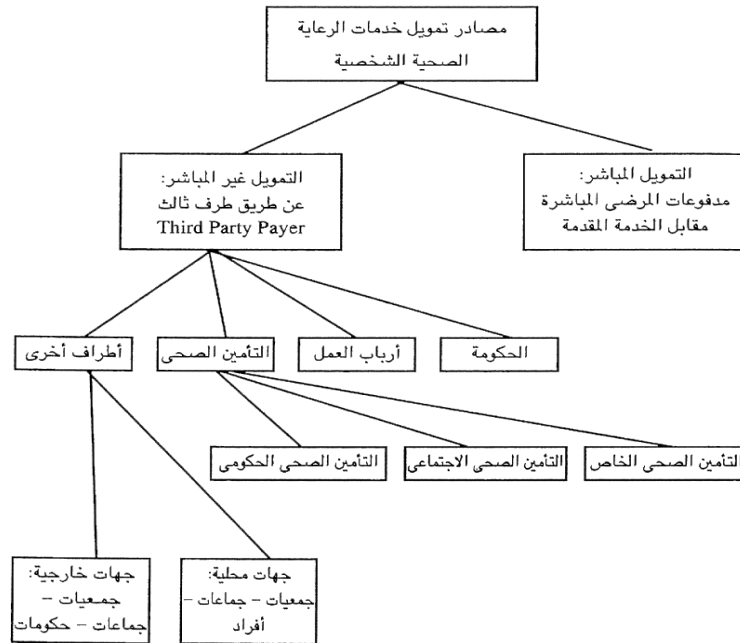 مصادر تمويل خدمات الرعاية
الصحية الشخصية
التمويل المباشر:
مدفوعات المرضى المباشرة
مقابل الخدمة المقدمة
التمويل غير المباشر:
عن طريق طرف ثالث
Third Party Payer
الحكومة
أرباب العمل
التأمين الصحى
أطراف أخرى
التأمين الصحى الخاص
التأمين الصحى الاجتماعى
التأمين الصحى الحكومى
جهات محلية:
جمعيات – جماعات –
أفراد
جهات خارجية:
جمعيات –
جماعات – حكومات